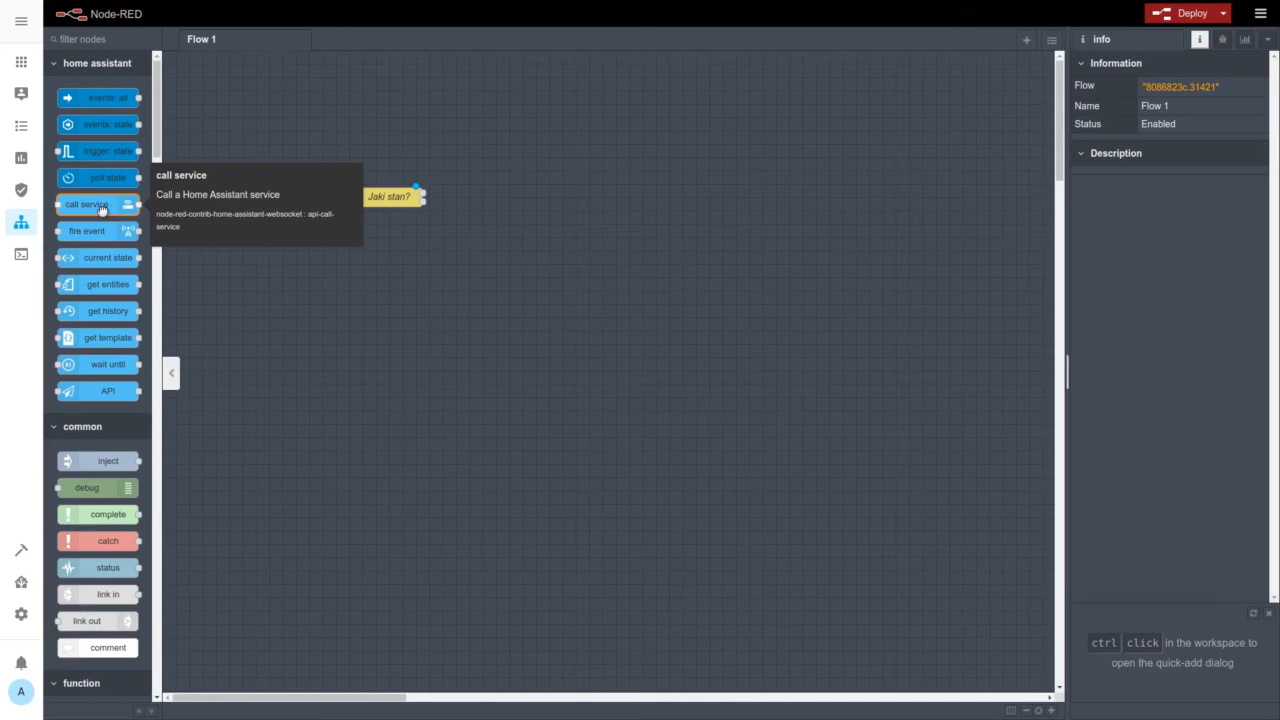 Node-RED
Deploy
filter nodes
Flow 1
info
home assistant
events: all
events: state
trigger: state
poll state
call service
fire event
current state
get entities
get history
get template
wait until
API
common
inject
debug
complete
catch
status
link in
link out
comment
function
A
call service
Call a Home Assistant service
node-red-contrib-home-assistant-websocket : api-call-
service
Jaki stan?
Information
Flow "8086823c.31421"
Name Flow 1
Status Enabled
Description
ctrl click in the workspace to
open the quick-add dialog